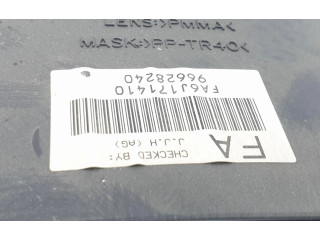 LENS:>PMMA<
MASK:>PP-TR40<
FA
CHECKED BY:
J.J.H(AG)
FA6J171410
96628240